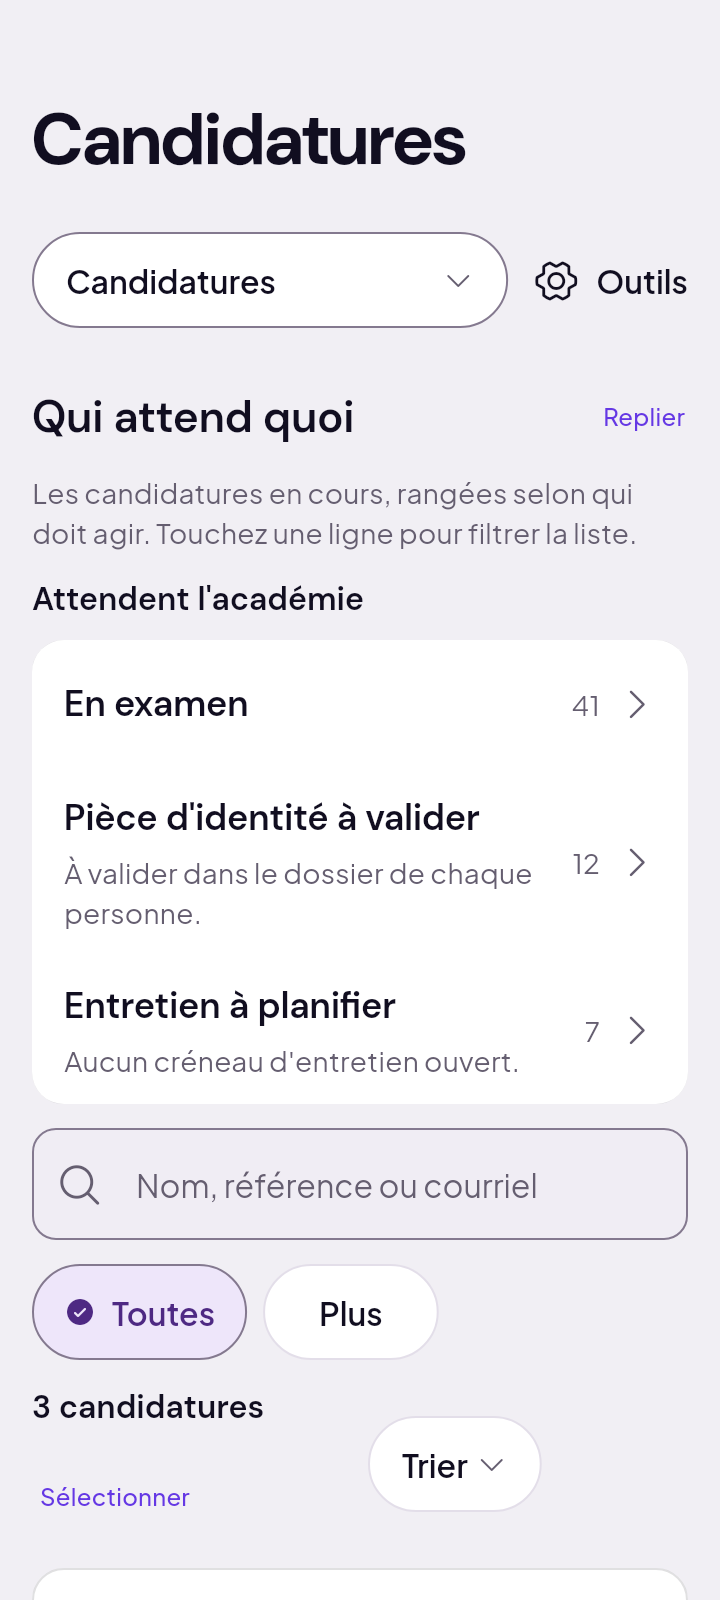 Candidatures
Candidatures
Outils
Qui attend quoi
Replier
Les candidatures en cours, rangées selon qui
doit agir. Touchez une ligne pour filtrer la liste.
Attendent l'académie
En examen
41
Pièce d'identité à valider
À valider dans le dossier de chaque
personne.
12
Entretien à planifier
Aucun créneau d'entretien ouvert.
7
Nom, référence ou courriel
Toutes
Plus
3 candidatures
Trier
Sélectionner